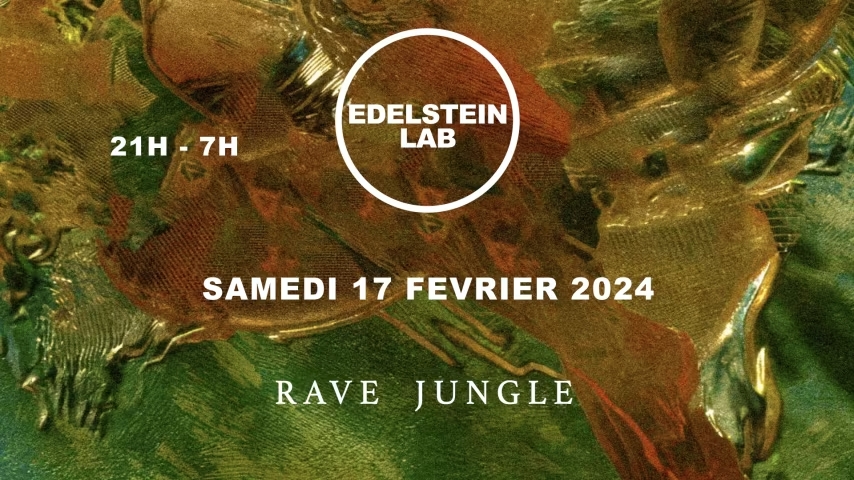 EDELSTEIN
LAB
21H - 7H
SAMEDI 17 FEVRIER 2024
RAVE JUNGLE